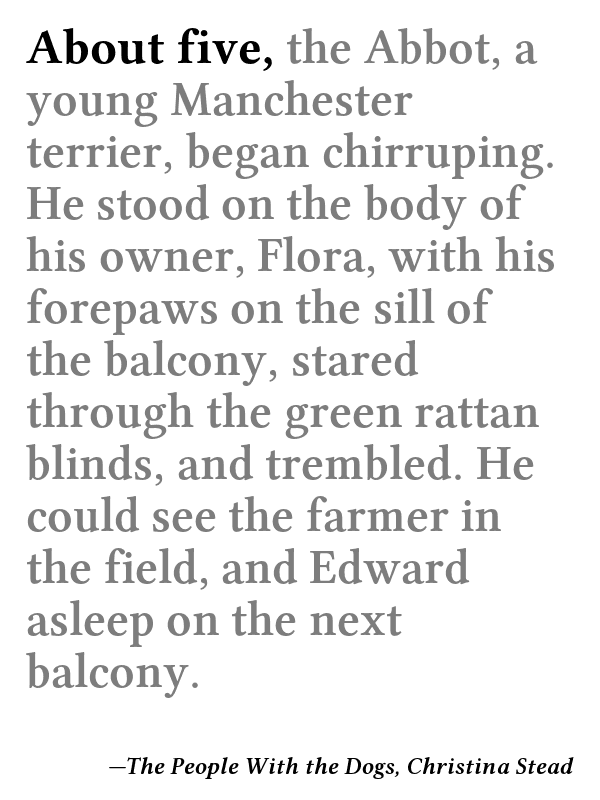 About five, the Abbot, a
young Manchester
terrier, began chirruping.
He stood on the body of
his owner, Flora, with his
forepaws on the sill of
the balcony, stared
through the green rattan
blinds, and trembled. He
could see the farmer in
the field, and Edward
asleep on the next
balcony.
—The People With the Dogs, Christina Stead